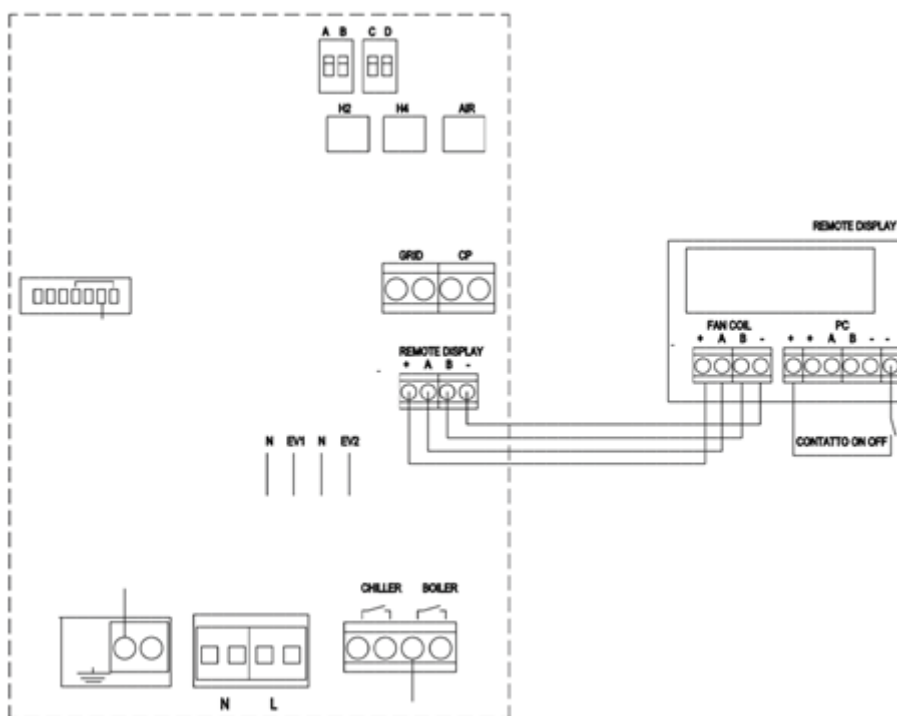 A B C D
H2 H4 AIR
REMOTE DISPLAY
GRID CP
FAN COIL PC
+ A B - + + A B - -
REMOTE DISPLAY
+ A B -
N EV1 N EV2
CONTATTO ON OFF
CHILLER BOILER
N L